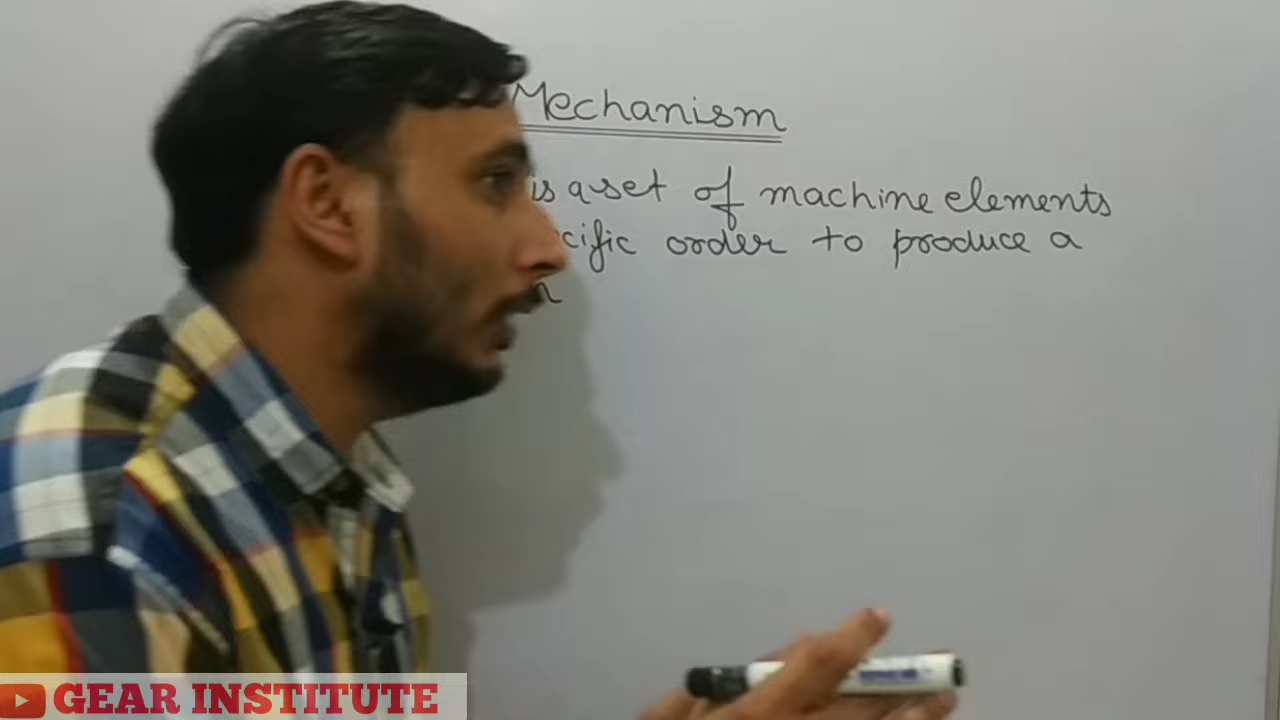 Mechanism
is a set of machine elements
cific order to produce a
GEAR INSTITUTE